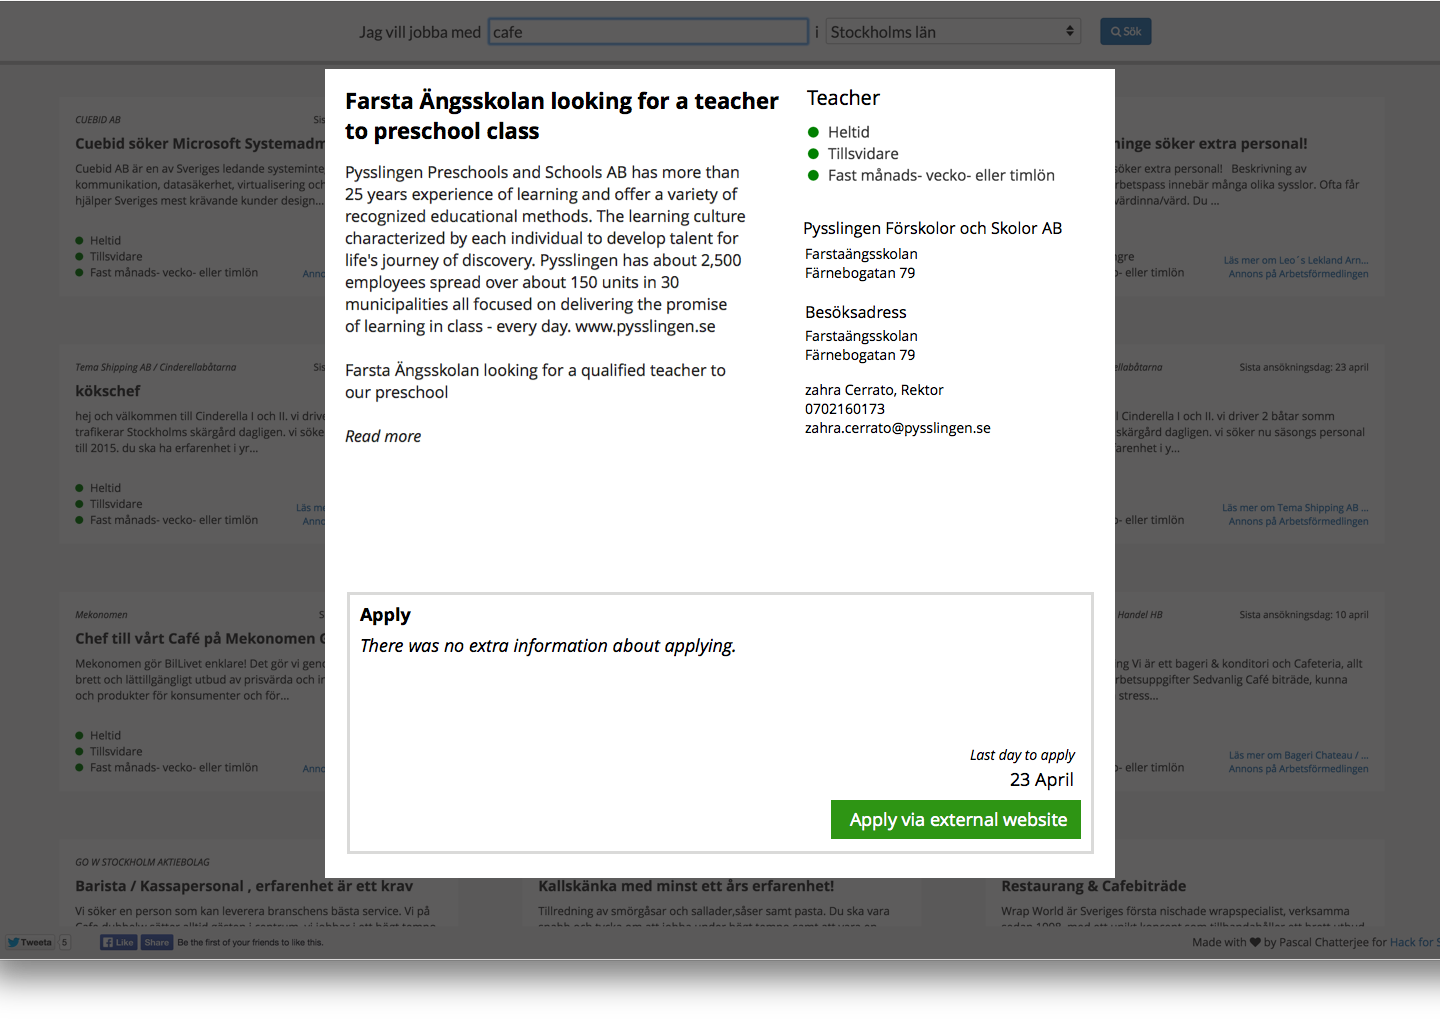 Jag vill jobba med cafe i Stockholms län Sök
Farsta Ängsskolan looking for a teacher
to preschool class
Pysslingen Preschools and Schools AB has more than
25 years experience of learning and offer a variety of
recognized educational methods. The learning culture
characterized by each individual to develop talent for
life's journey of discovery. Pysslingen has about 2,500
employees spread over about 150 units in 30
municipalities all focused on delivering the promise
of learning in class - every day. www.pysslingen.se
Farsta Ängsskolan looking for a qualified teacher to
our preschool
Read more
Teacher
Heltid
Tillsvidare
Fast månads- vecko- eller timlön
Pysslingen Förskolor och Skolor AB
Farstaängsskolan
Färnebogatan 79
Besöksadress
Farstaängsskolan
Färnebogatan 79
zahra Cerrato, Rektor
0702160173
zahra.cerrato@pysslingen.se
Apply
There was no extra information about applying.
Last day to apply
23 April
Apply via external website
CUEBID AB
Cuebid söker Microsoft Systemadm
Cuebid AB är en av Sveriges ledande systeminte
kommunikation, datasäkerhet, virtualisering och
hjälper Sveriges mest krävande kunder design...
Heltid
Tillsvidare
Fast månads- vecko- eller timlön
Anno
inge söker extra personal!
söker extra personal! Beskrivning av
rbetspass innebär många olika sysslor. Ofta får
värdinna/värd. Du ...
ngre
Läs mer om Leo´s Lekland Arn...
o- eller timlön
Annons på Arbetsförmedlingen
Tema Shipping AB / Cinderellabåtarna
Sis
kökschef
hej och välkommen till Cinderella I och II. vi driver
trafikerar Stockholms skärgård dagligen. vi söke
till 2015. du ska ha erfarenhet i yr...
Heltid
Tillsvidare
Läs me
Fast månads- vecko- eller timlön
Anno
ellabåtarna
Sista ansökningsdag: 23 april
l Cinderella I och II. vi driver 2 båtar somm
skärgård dagligen. vi söker nu säsongs personal
rfarenhet i y...
Läs mer om Tema Shipping AB ...
o- eller timlön
Annons på Arbetsförmedlingen
Mekonomen
S
Chef till vårt Café på Mekonomen
Mekonomen gör BilLivet enklare! Det gör vi geno
brett och lättillgängligt utbud av prisvärda och in
och produkter för konsumenter och för...
Heltid
Tillsvidare
Fast månads- vecko- eller timlön
Anno
Handel HB
Sista ansökningsdag: 10 april
ng Vi är ett bageri & konditori och Cafeteria, allt
rbetsuppgifter Sedvanlig Café biträde, kunna
stress...
Läs mer om Bageri Chateau / ...
o- eller timlön
Annons på Arbetsförmedlingen
GO W STOCKHOLM AKTIEBOLAG
Barista / Kassapersonal , erfarenhet är ett krav
Vi söker en person som kan leverera branschens bästa service. Vi på
Kallskänka med minst ett års erfarenhet!
Tillredning av smörgåsar och sallader,såser samt pasta. Du ska vara
Restaurang & Cafebiträde
Wrap World är Sveriges första nischade wrapspecialist, verksamma
Tweeta 5
Like Share Be the first of your friends to like this.
Made with ♥ by Pascal Chatterjee for Hack for S